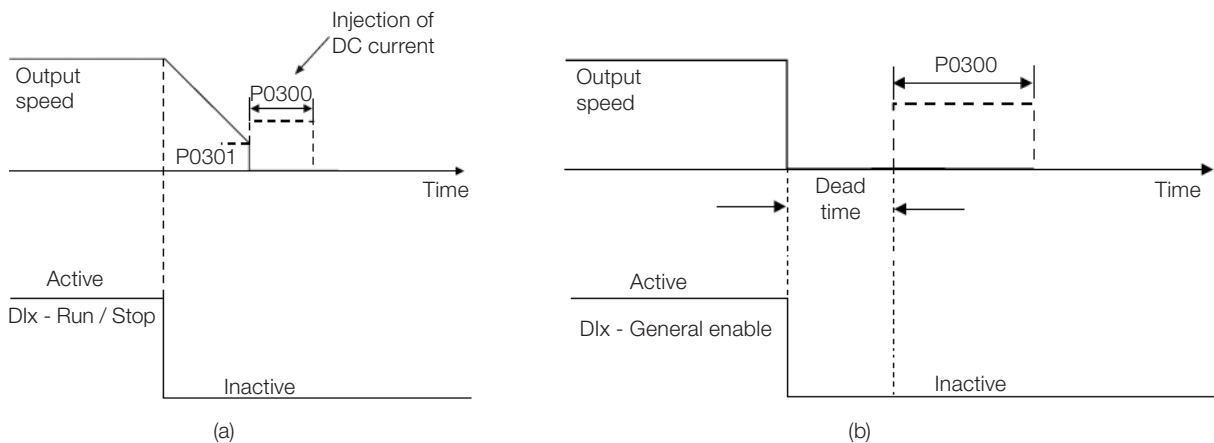 Injection of
DC current
Output
speed
P0300
P0301
Time
Active
DIx - Run / Stop
Inactive
(a)
P0300
Output
speed
Dead
time
Time
Active
DIx - General enable
Inactive
(b)